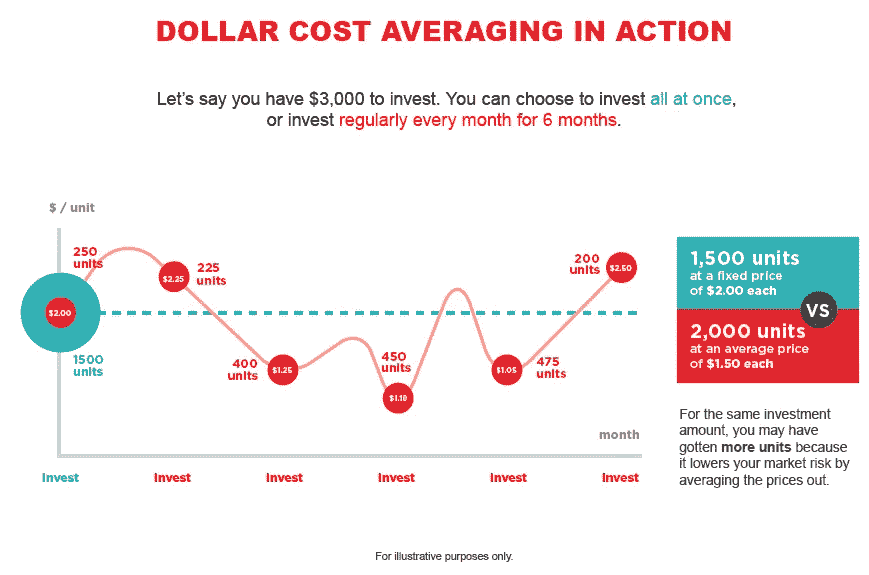 DOLLAR COST AVERAGING IN ACTION
Let's say you have $3,000 to invest. You can choose to invest all at once,
or invest regularly every month for 6 months.
$ / unit
250
units
$2.00
1500
units
$2.25
225
units
400
units
$1.25
450
units
$1.10
$1.05
475
units
200
units
$2.50
month
Invest
Invest
Invest
Invest
Invest
Invest
1,500 units
at a fixed price
of $2.00 each
VS
2,000 units
at an average price
of $1.50 each
For the same investment
amount, you may have
gotten more units because
it lowers your market risk by
averaging the prices out.
For illustrative purposes only.